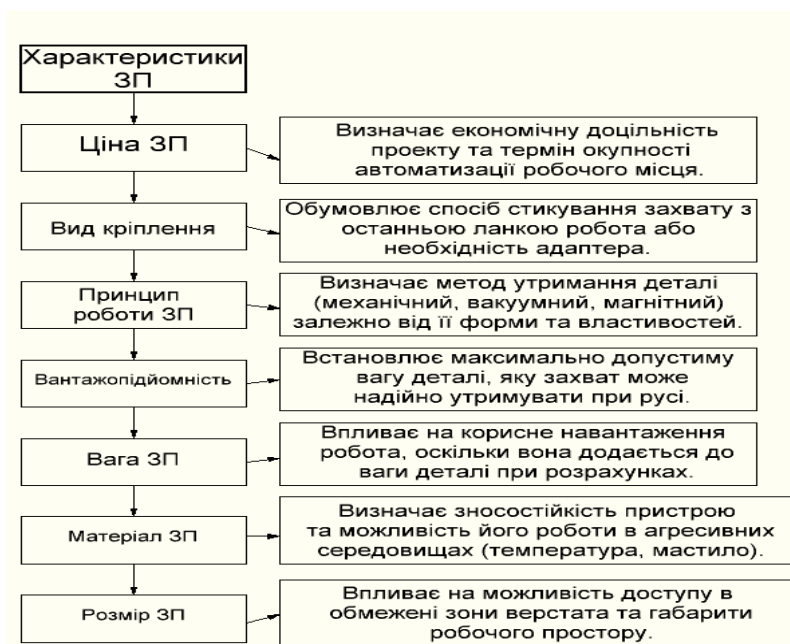 Характеристики
ЗП
Ціна ЗП
Визначає економічну доцільність
проекту та термін окупності
автоматизації робочого місця.
Вид кріплення
Обумовлює спосіб стикування захвату з
останньою ланкою робота або
необхідність адаптера.
Принцип
роботи ЗП
Визначає метод утримання деталі
(механічний, вакуумний, магнітний)
залежно від її форми та властивостей.
Вантажопідйомність
Встановлює максимально допустиму
вагу деталі, яку захват може
надійно утримувати при русі.
Вага ЗП
Впливає на корисне навантаження
робота, оскільки вона додається до
ваги деталі при розрахунках.
Матеріал ЗП
Визначає зносостійкість пристрою
та можливість його роботи в агресивних
середовищах (температура, мастило).
Розмір ЗП
Впливає на можливість доступу в
обмежені зони верстата та габарити
робочого простору.